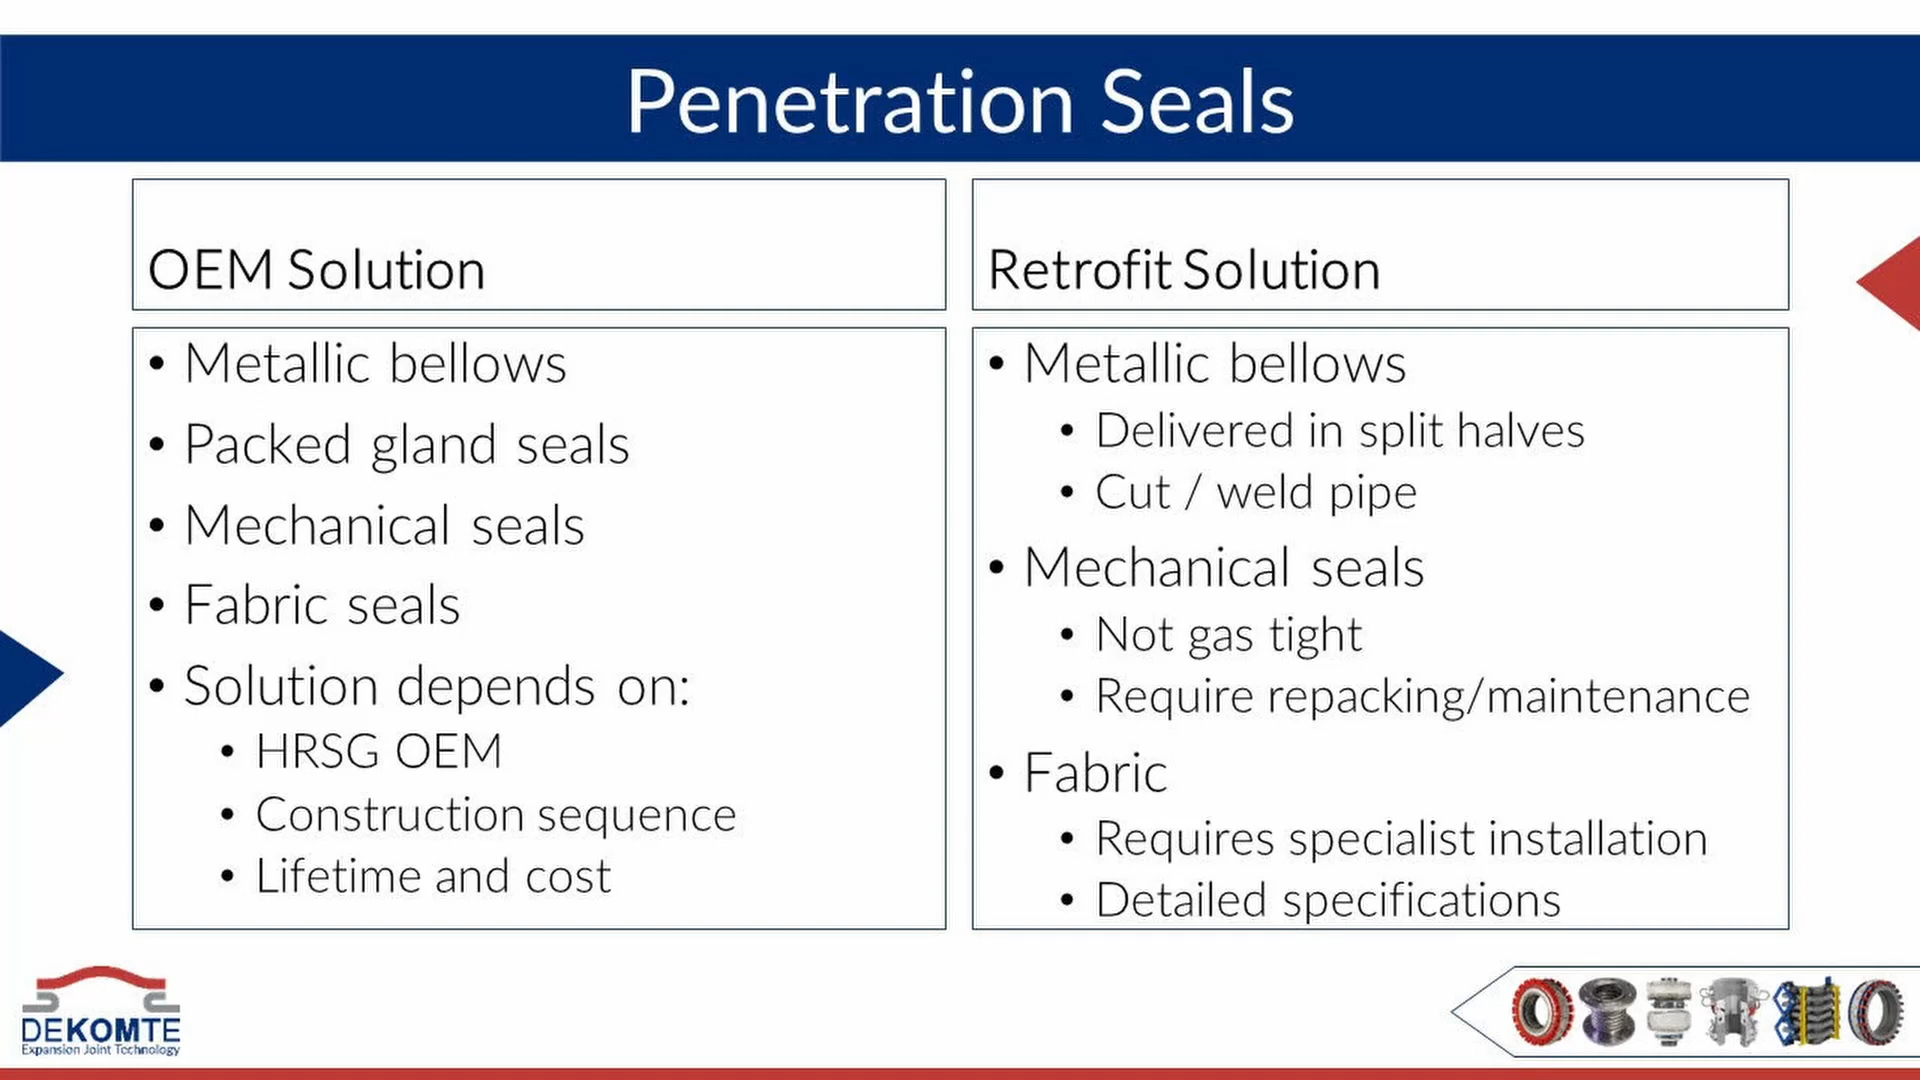 Penetration Seals
OEM Solution
• Metallic bellows
• Packed gland seals
• Mechanical seals
• Fabric seals
• Solution depends on:
• HRSG OEM
• Construction sequence
• Lifetime and cost
Retrofit Solution
• Metallic bellows
• Delivered in split halves
• Cut / weld pipe
• Mechanical seals
• Not gas tight
• Require repacking/maintenance
• Fabric
• Requires specialist installation
• Detailed specifications
DEKOMTE
Expansion Joint Technology